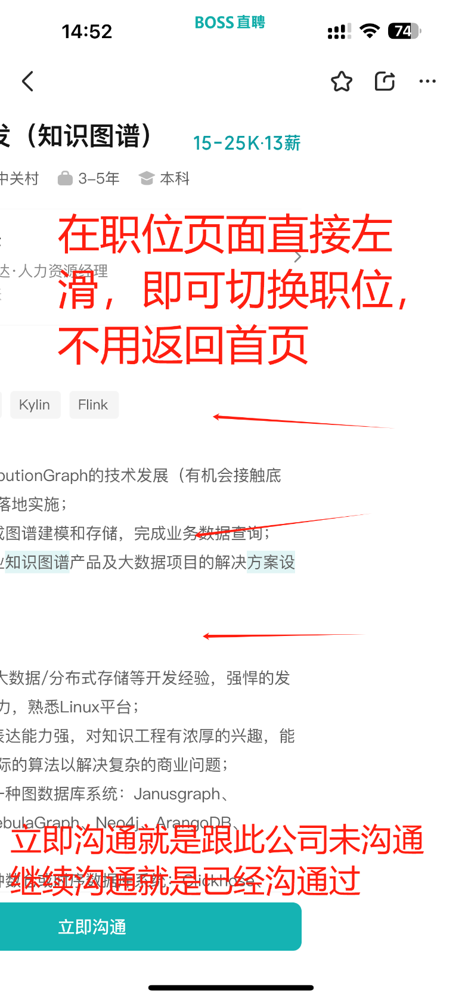 14:52
BOSS直聘
74
发（知识图谱）
15-25K·13薪
中关村
3-5年
本科
在职位页面直接左
达·人力资源经理
滑，即可切换职位，
不用返回首页
Kylin
Flink
butionGraph的技术发展（有机会接触底
落地实施；
成图谱建模和存储，完成业务数据查询；
业知识图谱产品及大数据项目的解决方案设
大数据/分布式存储等开发经验，强悍的发
力，熟悉Linux平台；
表达能力强，对知识工程有浓厚的兴趣，能
际的算法以解决复杂的商业问题；
一种图数据库系统：Janusgraph、
ebulaGraph、Neo4j、ArangoDB、
立即沟通就是跟此公司未沟通
种数仓或时序数据库系统：Clickhose、
继续沟通就是已经沟通过
立即沟通